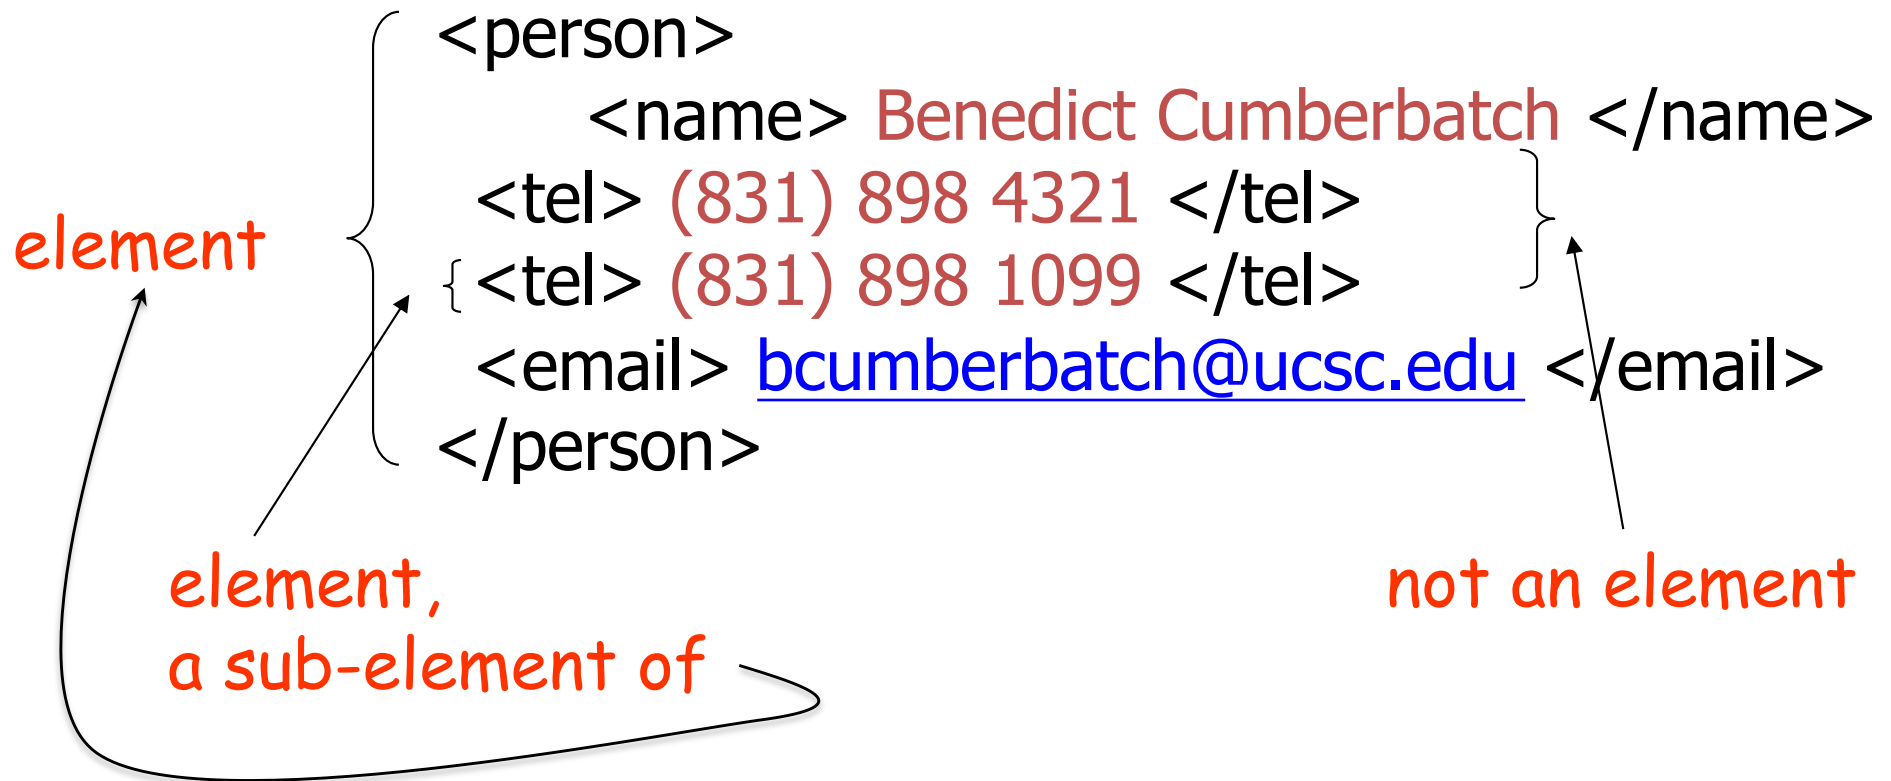 <person>
<name> Benedict Cumberbatch </name>
<tel> (831) 898 4321 </tel>
element
<tel> (831) 898 1099 </tel>
<email> bcumberbatch@ucsc.edu </email>
</person>
element,
a sub-element of
not an element